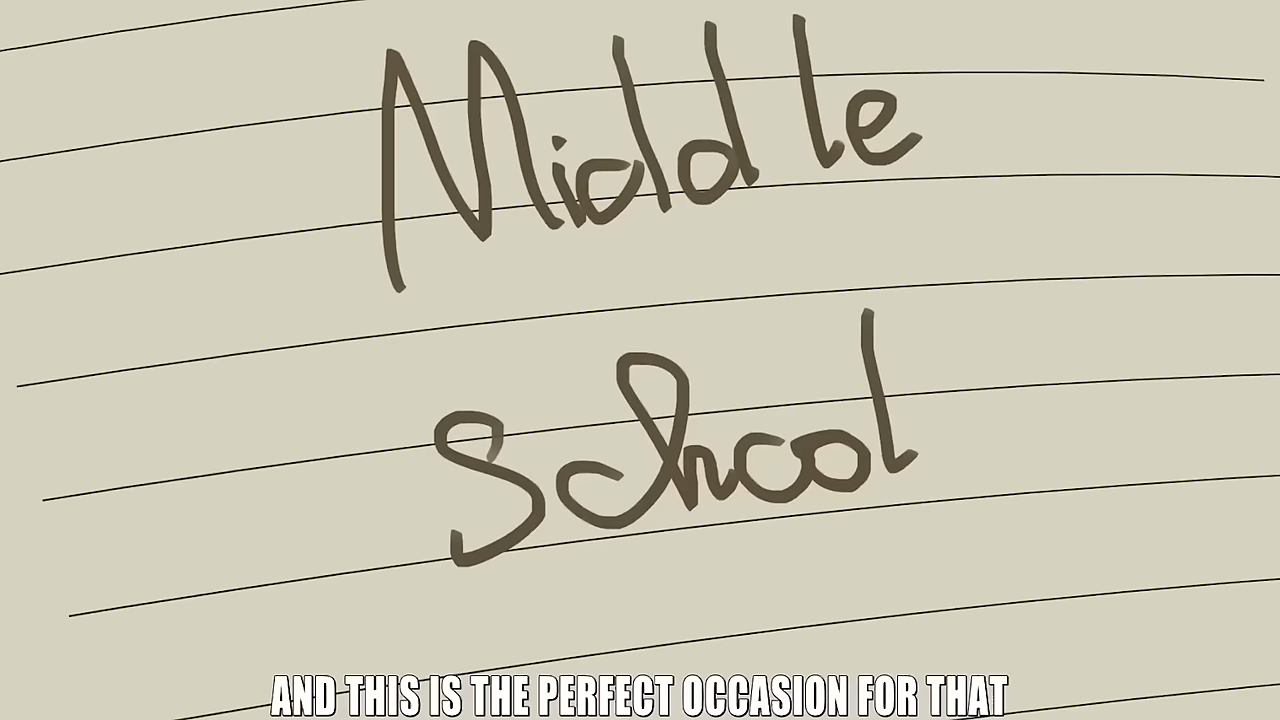 Middle
School
AND THIS IS THE PERFECT OCCASION FOR THAT